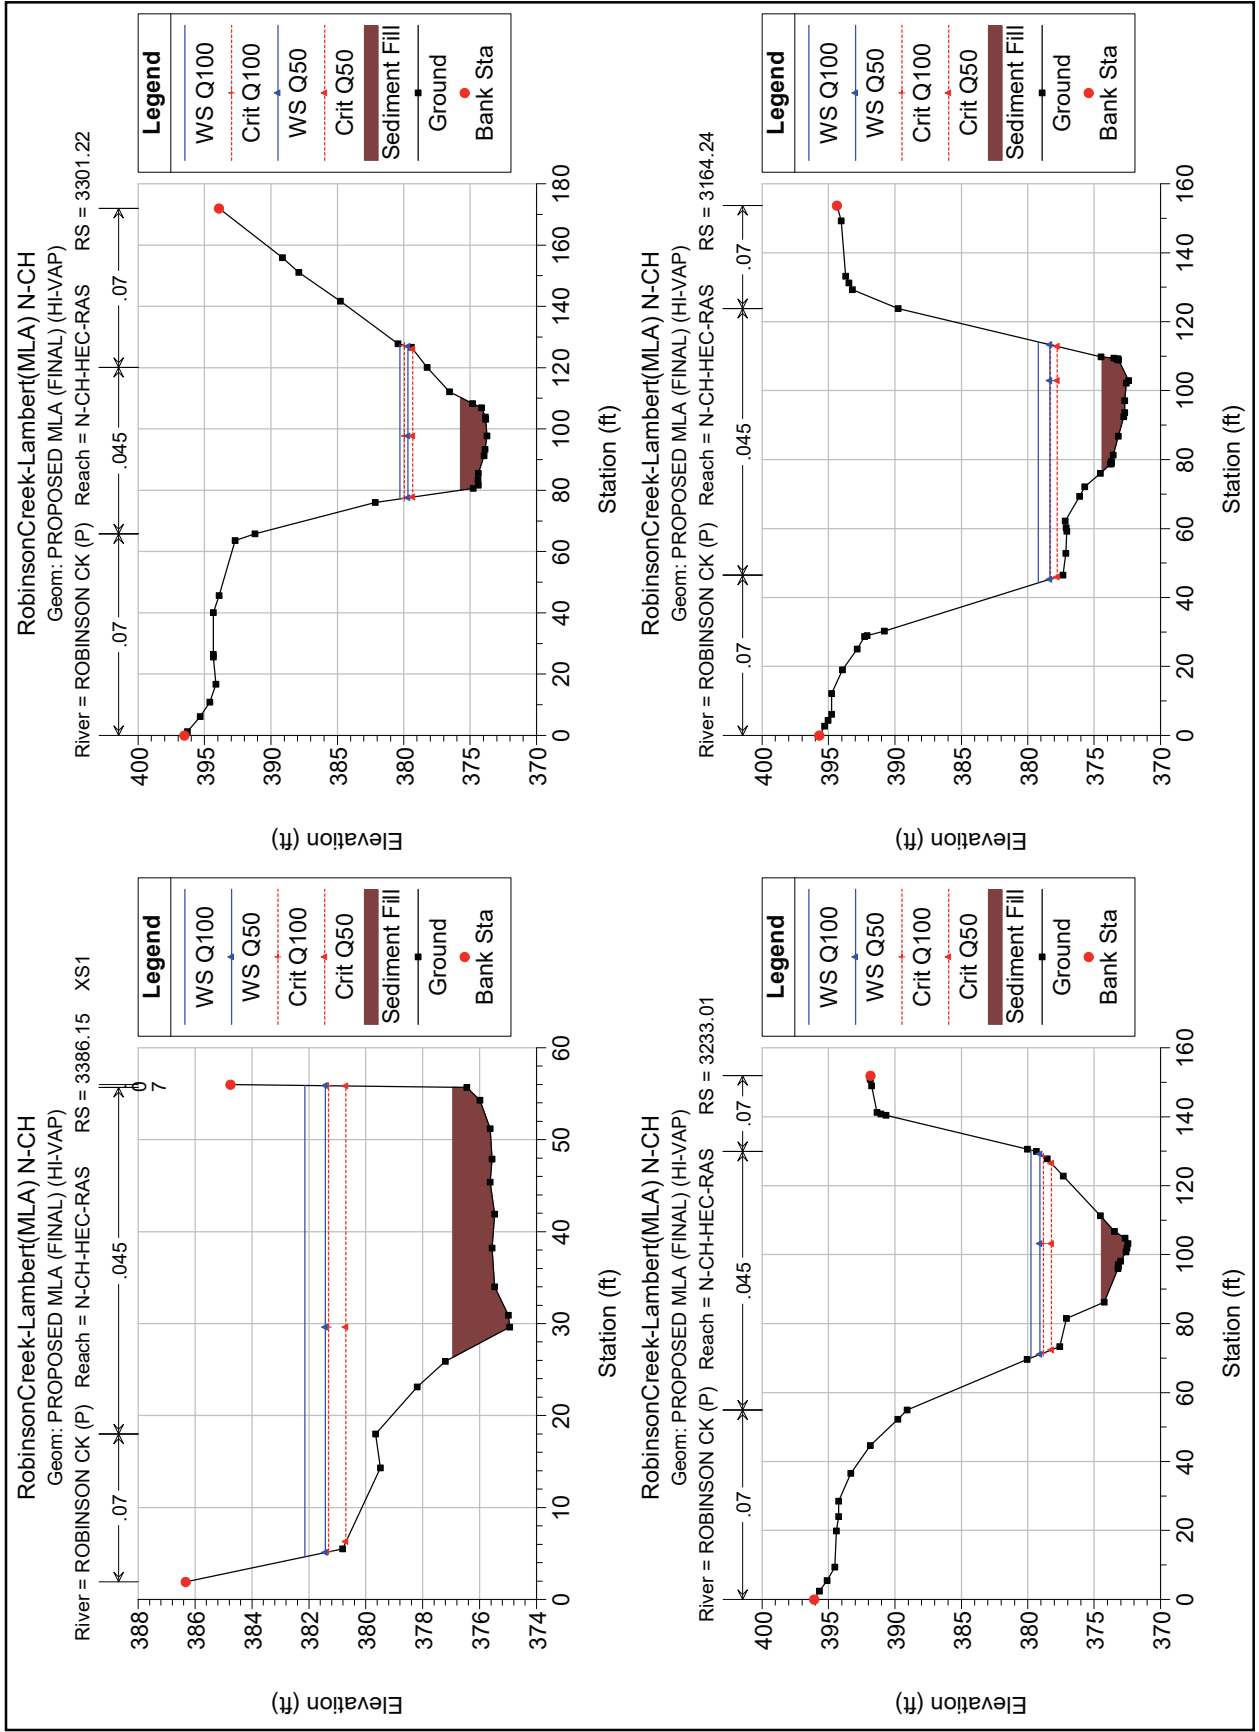 RobinsonCreek-Lambert(MLA) N-CH
Geom: PROPOSED MLA (FINAL) (HI-VAP)
River = ROBINSON CK (P) Reach = N-CH-HEC-RAS RS = 3386.15 XS1
.07
.045
.0
7
388
386
384
382
380
378
376
374
Elevation (ft)
0 10 20 30 40 50 60
Station (ft)
Legend
WS Q100
WS Q50
Crit Q100
Crit Q50
Sediment Fill
Ground
Bank Sta
RobinsonCreek-Lambert(MLA) N-CH
Geom: PROPOSED MLA (FINAL) (HI-VAP)
River = ROBINSON CK (P) Reach = N-CH-HEC-RAS RS = 3301.22
.07
.045
.07
400
395
390
385
380
375
370
Elevation (ft)
0 20 40 60 80 100 120 140 160 180
Station (ft)
Legend
WS Q100
Crit Q100
WS Q50
Crit Q50
Sediment Fill
Ground
Bank Sta
RobinsonCreek-Lambert(MLA) N-CH
Geom: PROPOSED MLA (FINAL) (HI-VAP)
River = ROBINSON CK (P) Reach = N-CH-HEC-RAS RS = 3233.01
.07
.045
.07
400
395
390
385
380
375
370
Elevation (ft)
0 20 40 60 80 100 120 140 160
Station (ft)
Legend
WS Q100
WS Q50
Crit Q100
Crit Q50
Sediment Fill
Ground
Bank Sta
RobinsonCreek-Lambert(MLA) N-CH
Geom: PROPOSED MLA (FINAL) (HI-VAP)
River = ROBINSON CK (P) Reach = N-CH-HEC-RAS RS = 3164.24
.07
.045
.07
400
395
390
385
380
375
370
Elevation (ft)
0 20 40 60 80 100 120 140 160
Station (ft)
Legend
WS Q100
WS Q50
Crit Q100
Crit Q50
Sediment Fill
Ground
Bank Sta